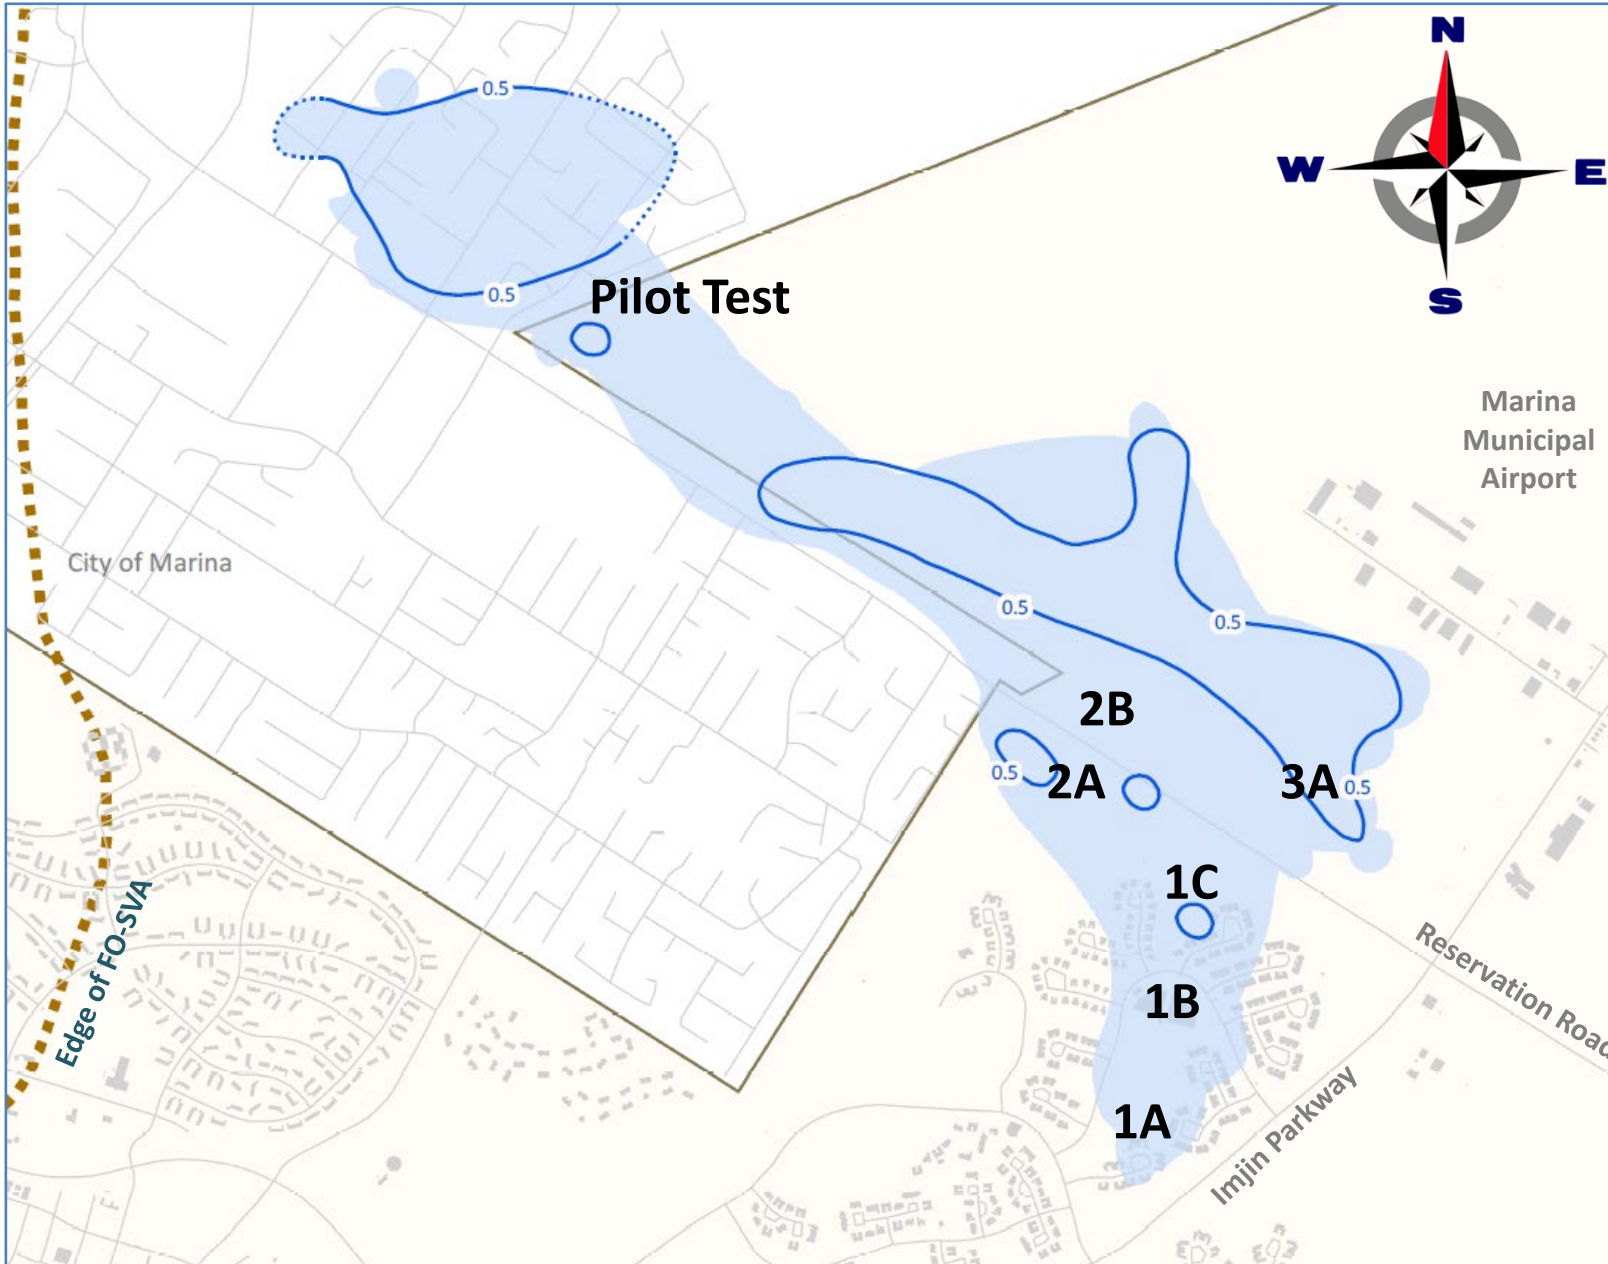 N
0.5
W
E
0.5
Pilot Test
S
Marina
Municipal
Airport
City of Marina
0.5
0.5
2B
0.5
2A
3A
0.5
1C
Edge of FO-SVA
Reservation Road
1B
1A
Imjin Parkway